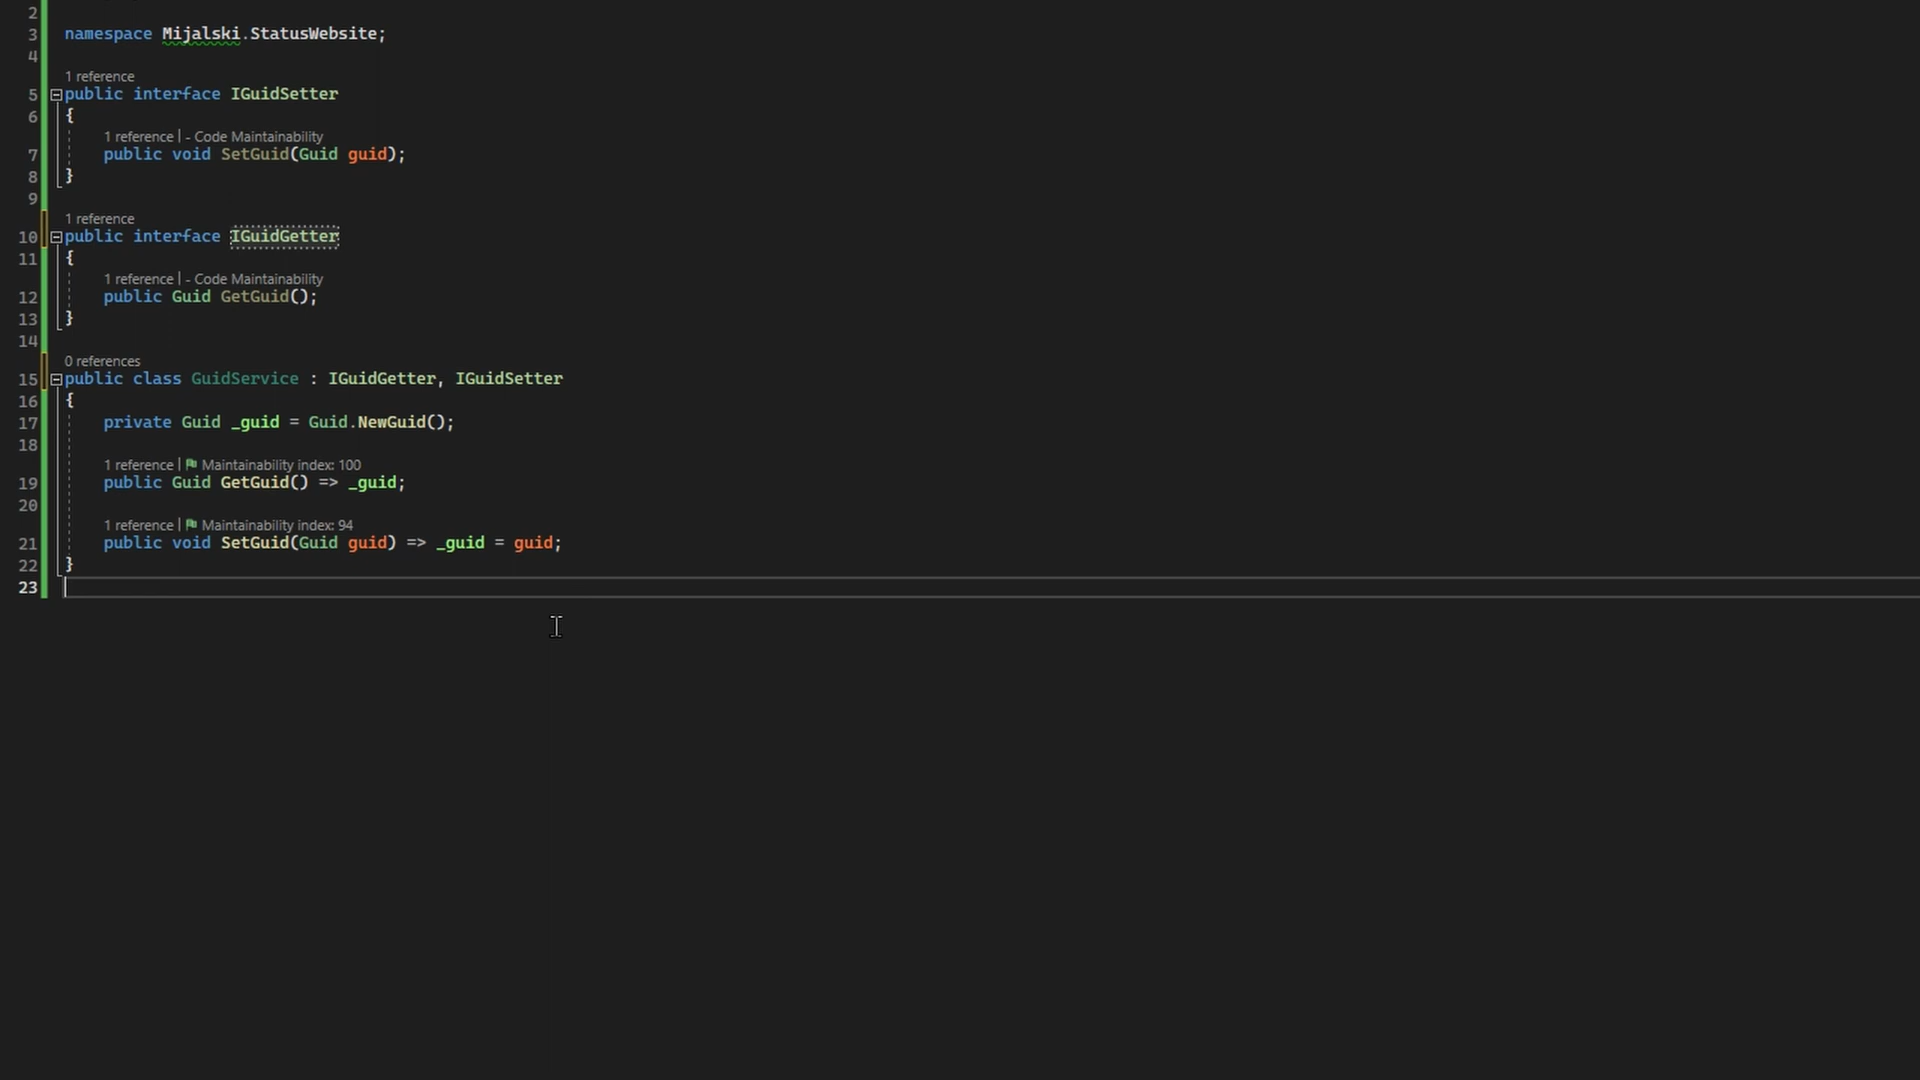 2
3 namespace Mijalski.StatusWebsite;
4
1 reference
5 public interface IGuidSetter
6 {
1 reference | - Code Maintainability
7 public void SetGuid(Guid guid);
8 }
9
1 reference
10 public interface IGuidGetter
11 {
1 reference | - Code Maintainability
12 public Guid GetGuid();
13 }
14
0 references
15 public class GuidService : IGuidGetter, IGuidSetter
16 {
17 private Guid _guid = Guid.NewGuid();
18
1 reference | Maintainability index: 100
19 public Guid GetGuid() => _guid;
20
1 reference | Maintainability index: 94
21 public void SetGuid(Guid guid) => _guid = guid;
22 }
23